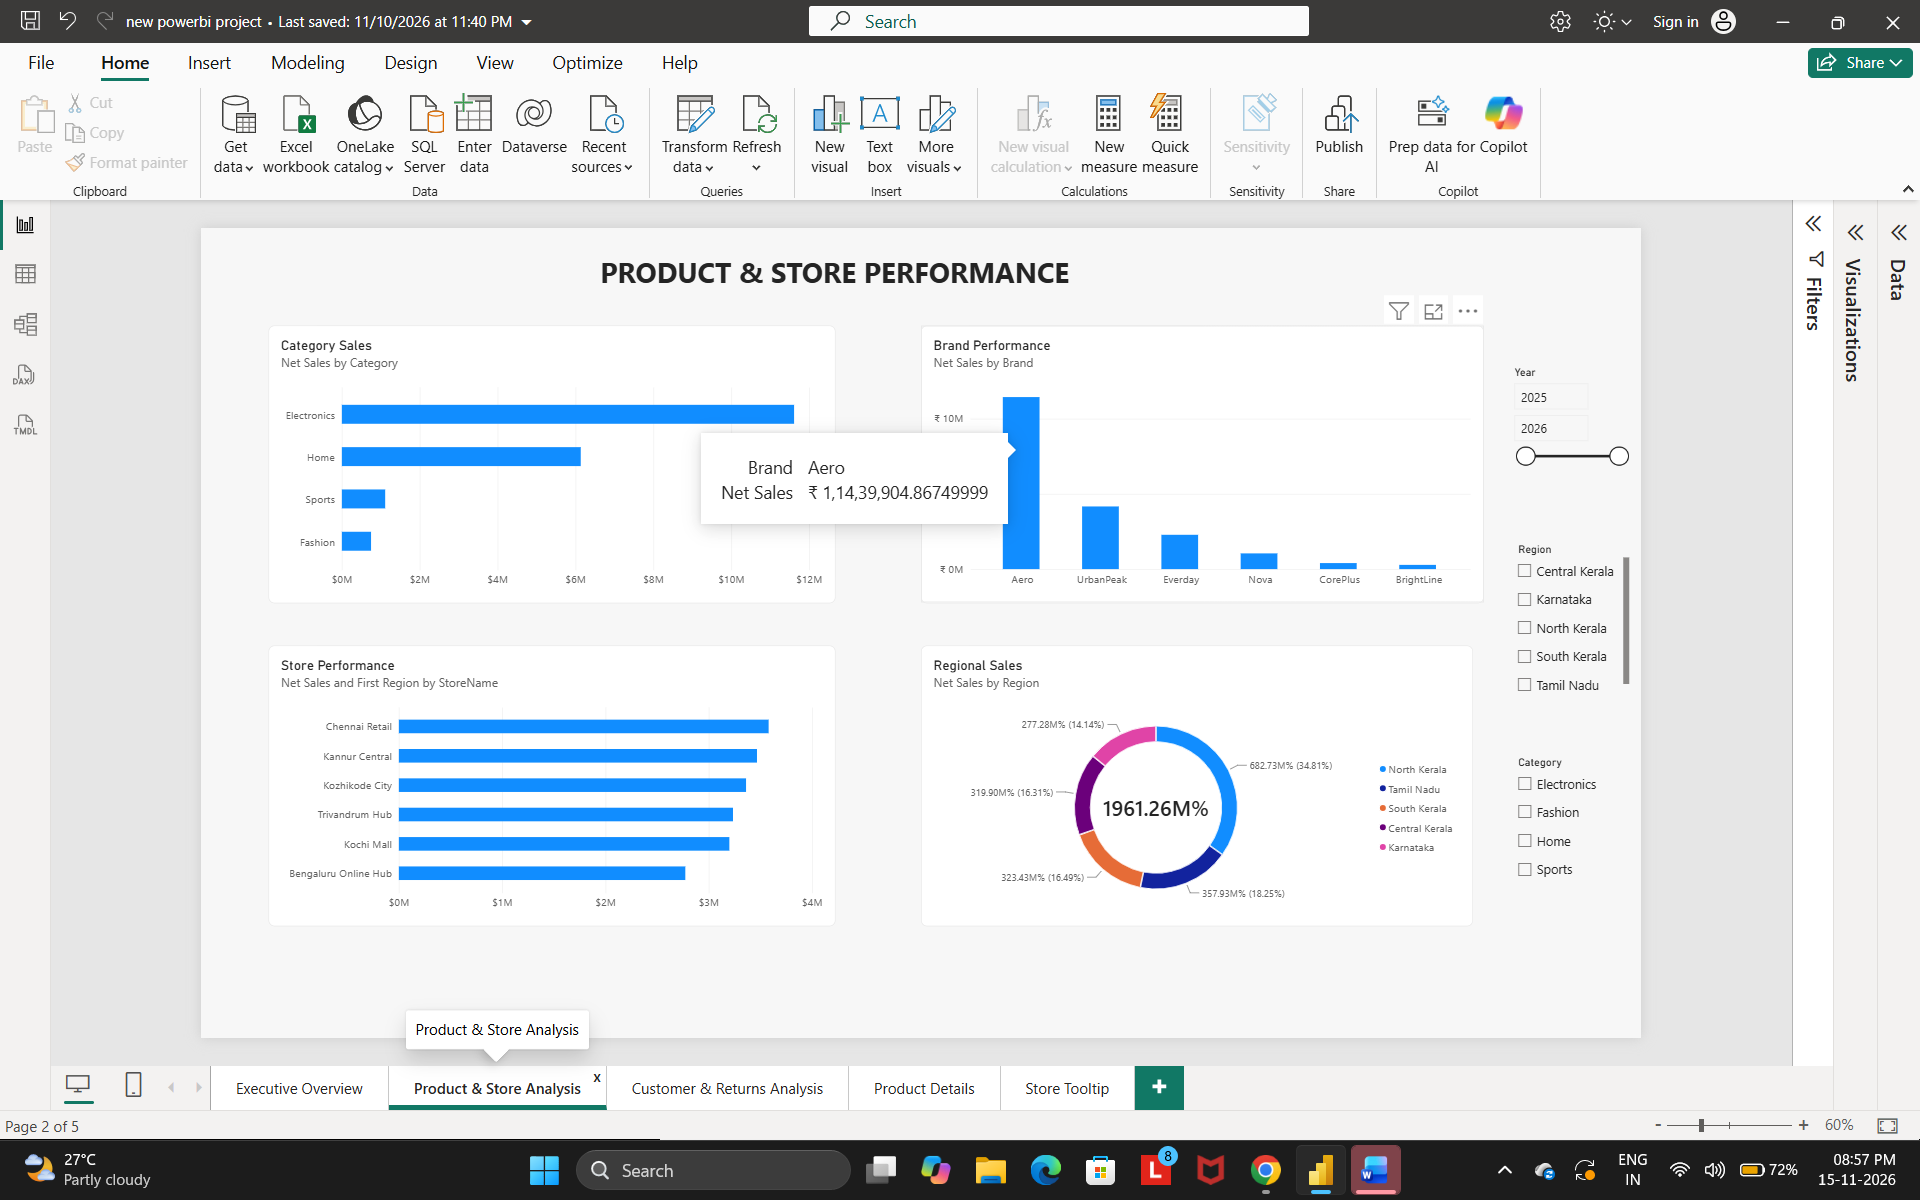 new powerbi project • Last saved: 11/10/2026 at 11:40 PM
Search
Sign in
File
Home
Insert
Modeling
Design
View
Optimize
Help
Share
Paste
Cut
Copy
Format painter
Clipboard
Get data
Excel workbook
OneLake catalog
SQL Server
Enter data
Dataverse
Recent sources
Data
Transform data
Refresh
Queries
New visual
Text box
More visuals
Insert
New visual calculation
New measure
Quick measure
Calculations
Sensitivity
Sensitivity
Publish
Share
Prep data for AI
Copilot
Copilot
DAX
TMDL
PRODUCT & STORE PERFORMANCE
Category Sales
Net Sales by Category
Electronics
Home
Sports
Fashion
$0M
$2M
$4M
$6M
$8M
$10M
$12M
Brand Performance
Net Sales by Brand
₹ 10M
₹ 0M
Aero
UrbanPeak
Everday
Nova
CorePlus
BrightLine
Brand Aero
Net Sales ₹ 1,14,39,904.86749999
Store Performance
Net Sales and First Region by StoreName
Chennai Retail
Kannur Central
Kozhikode City
Trivandrum Hub
Kochi Mall
Bengaluru Online Hub
$0M
$1M
$2M
$3M
$4M
Regional Sales
Net Sales by Region
277.28M% (14.14%)
682.73M% (34.81%)
319.90M% (16.31%)
1961.26M%
323.43M% (16.49%)
357.93M% (18.25%)
North Kerala
Tamil Nadu
South Kerala
Central Kerala
Karnataka
Year
2025
2026
Region
Central Kerala
Karnataka
North Kerala
South Kerala
Tamil Nadu
Category
Electronics
Fashion
Home
Sports
Filters
Visualizations
Data
Product & Store Analysis
Executive Overview
Product & Store Analysis
x
Customer & Returns Analysis
Product Details
Store Tooltip
+
Page 2 of 5
- + 60%
27°C
Partly cloudy
Search
L
8
W
ENG
IN
72%
08:57 PM
15-11-2026